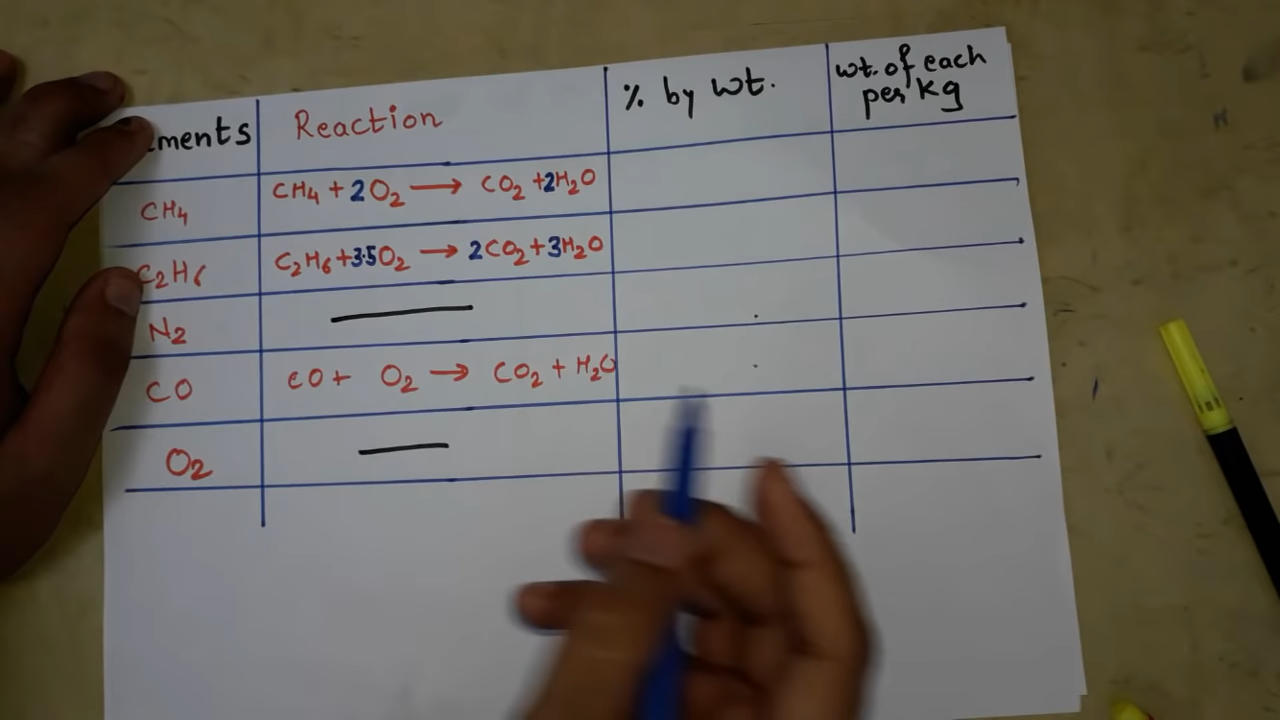 ments Reaction % by wt. wt. of each per kg
CH4 CH4 + 2O2 → CO2 + 2H2O
C2H6 C2H6 + 3.5O2 → 2CO2 + 3H2O
N2
CO CO + O2 → CO2 + H2O
O2